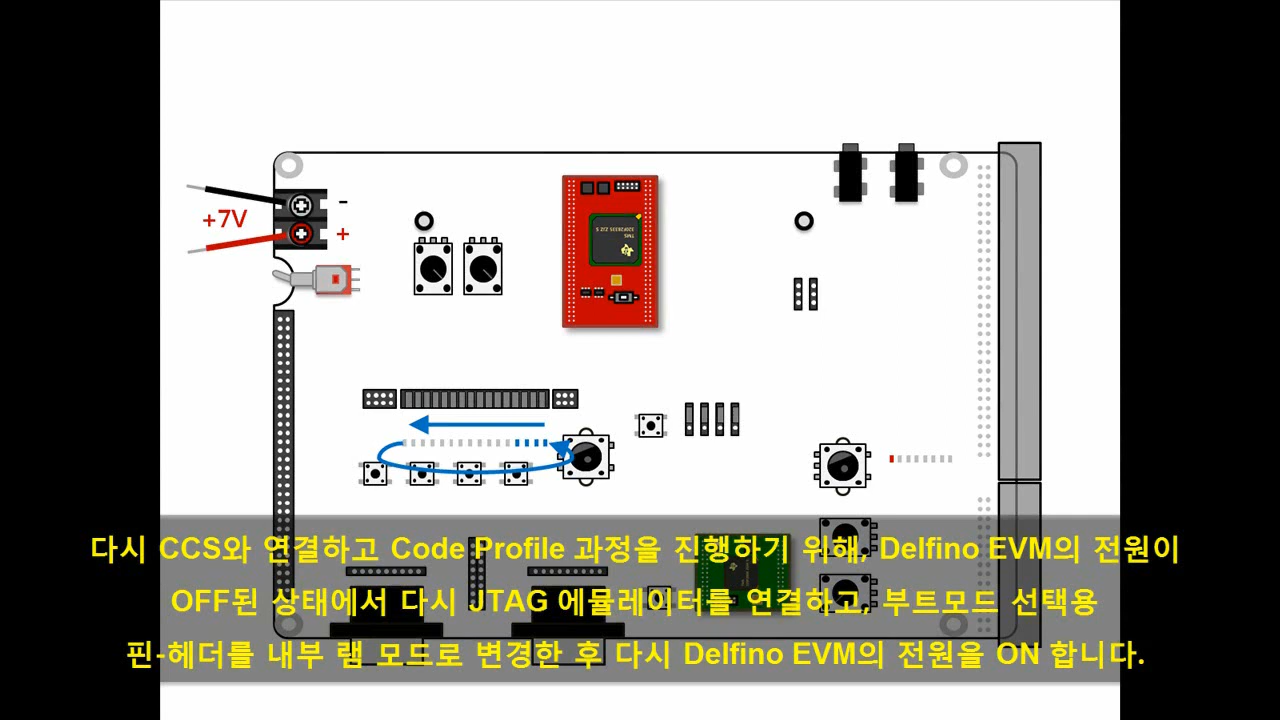 -
+7V
+
TMS
320F28335 ZJZ S
다시 CCS와 연결하고 Code Profile 과정을 진행하기 위해, Delfino EVM의 전원이
OFF된 상태에서 다시 JTAG 에뮬레이터를 연결하고, 부트모드 선택용
핀-헤더를 내부 램 모드로 변경한 후 다시 Delfino EVM의 전원을 ON 합니다.